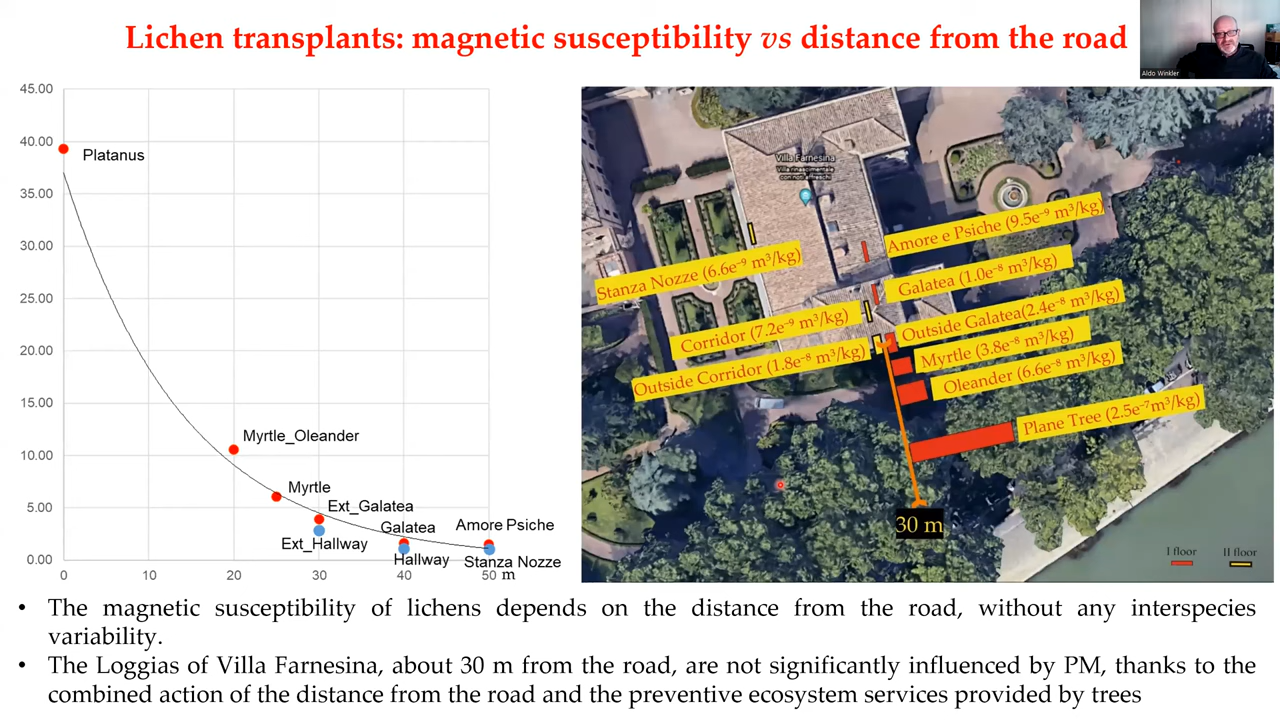 Lichen transplants: magnetic susceptibility vs distance from the road
Aldo Winkler
45.00
40.00
35.00
30.00
25.00
20.00
15.00
10.00
5.00
0.00
0
10
20
30
40
50 m
Platanus
Myrtle_Oleander
Myrtle
Ext_Galatea
Ext_Hallway
Galatea
Hallway
Amore Psiche
Stanza Nozze
Villa Farnesina
Villa rinascimentale
con noti affreschi
Amore e Psiche (9.5e⁻⁹ m³/kg)
Stanza Nozze (6.6e⁻⁹ m³/kg)
Galatea (1.0e⁻⁸ m³/kg)
Corridor (7.2e⁻⁹ m³/kg)
Outside Galatea(2.4e⁻⁸ m³/kg)
Outside Corridor (1.8e⁻⁸ m³/kg)
Myrtle (3.8e⁻⁸ m³/kg)
Oleander (6.6e⁻⁸ m³/kg)
Plane Tree (2.5e⁻⁷m³/kg)
30 m
I floor
II floor
• The magnetic susceptibility of lichens depends on the distance from the road, without any interspecies
variability.
• The Loggias of Villa Farnesina, about 30 m from the road, are not significantly influenced by PM, thanks to the
combined action of the distance from the road and the preventive ecosystem services provided by trees